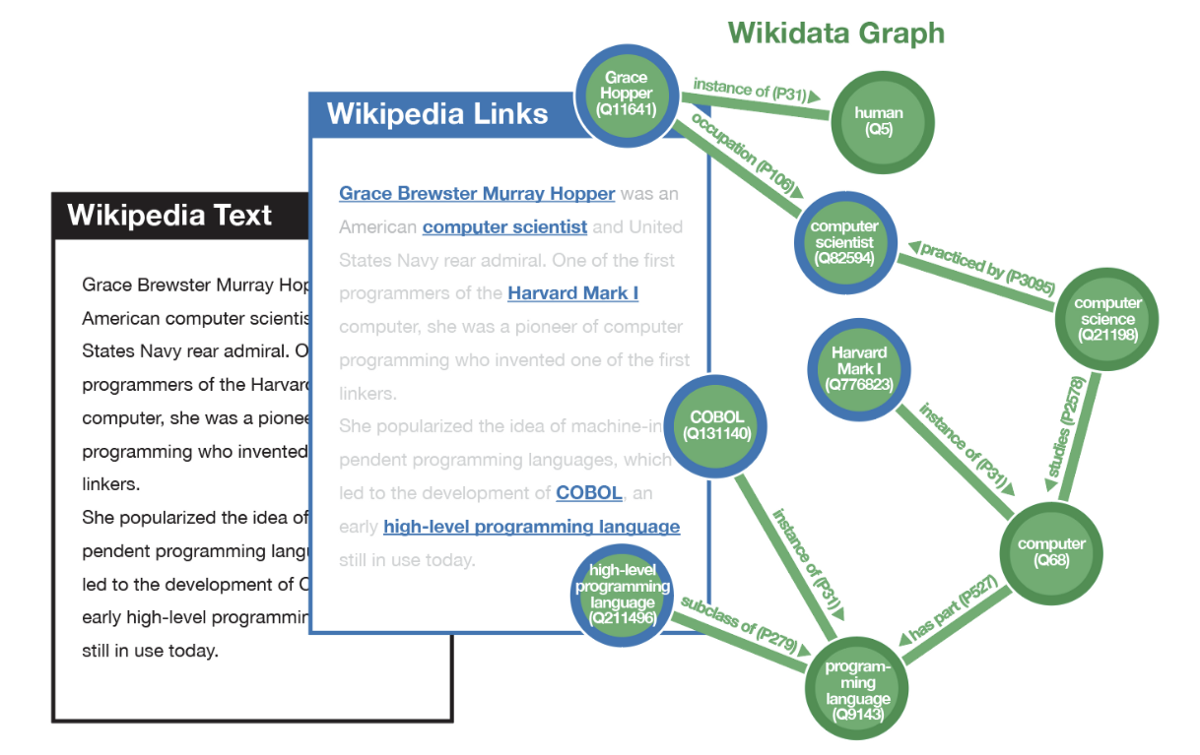 Wikidata Graph
Grace
Hopper
(Q11641)
instance of (P31)
human
(Q5)
occupation (P106)
computer
scientist
(Q82594)
practiced by (P3095)
computer
science
(Q21198)
Harvard
Mark I
(Q776823)
instance of (P31)
studies (P2578)
computer
(Q68)
COBOL
(Q131140)
instance of (P31)
has part (P527)
high-level
programming
language
(Q211496)
subclass of (P279)
program-
ming
language
(Q9143)
Wikipedia Links
Grace Brewster Murray Hopper was an
American computer scientist and United
States Navy rear admiral. One of the first
programmers of the Harvard Mark I
computer, she was a pioneer of computer
programming who invented one of the first
linkers.
She popularized the idea of machine-in
pendent programming languages, which
led to the development of COBOL, an
early high-level programming language
still in use today.
Wikipedia Text
Grace Brewster Murray Hop
American computer scientis
States Navy rear admiral. O
programmers of the Harvard
computer, she was a pionee
programming who invented
linkers.
She popularized the idea of
pendent programming langu
led to the development of C
early high-level programmin
still in use today.